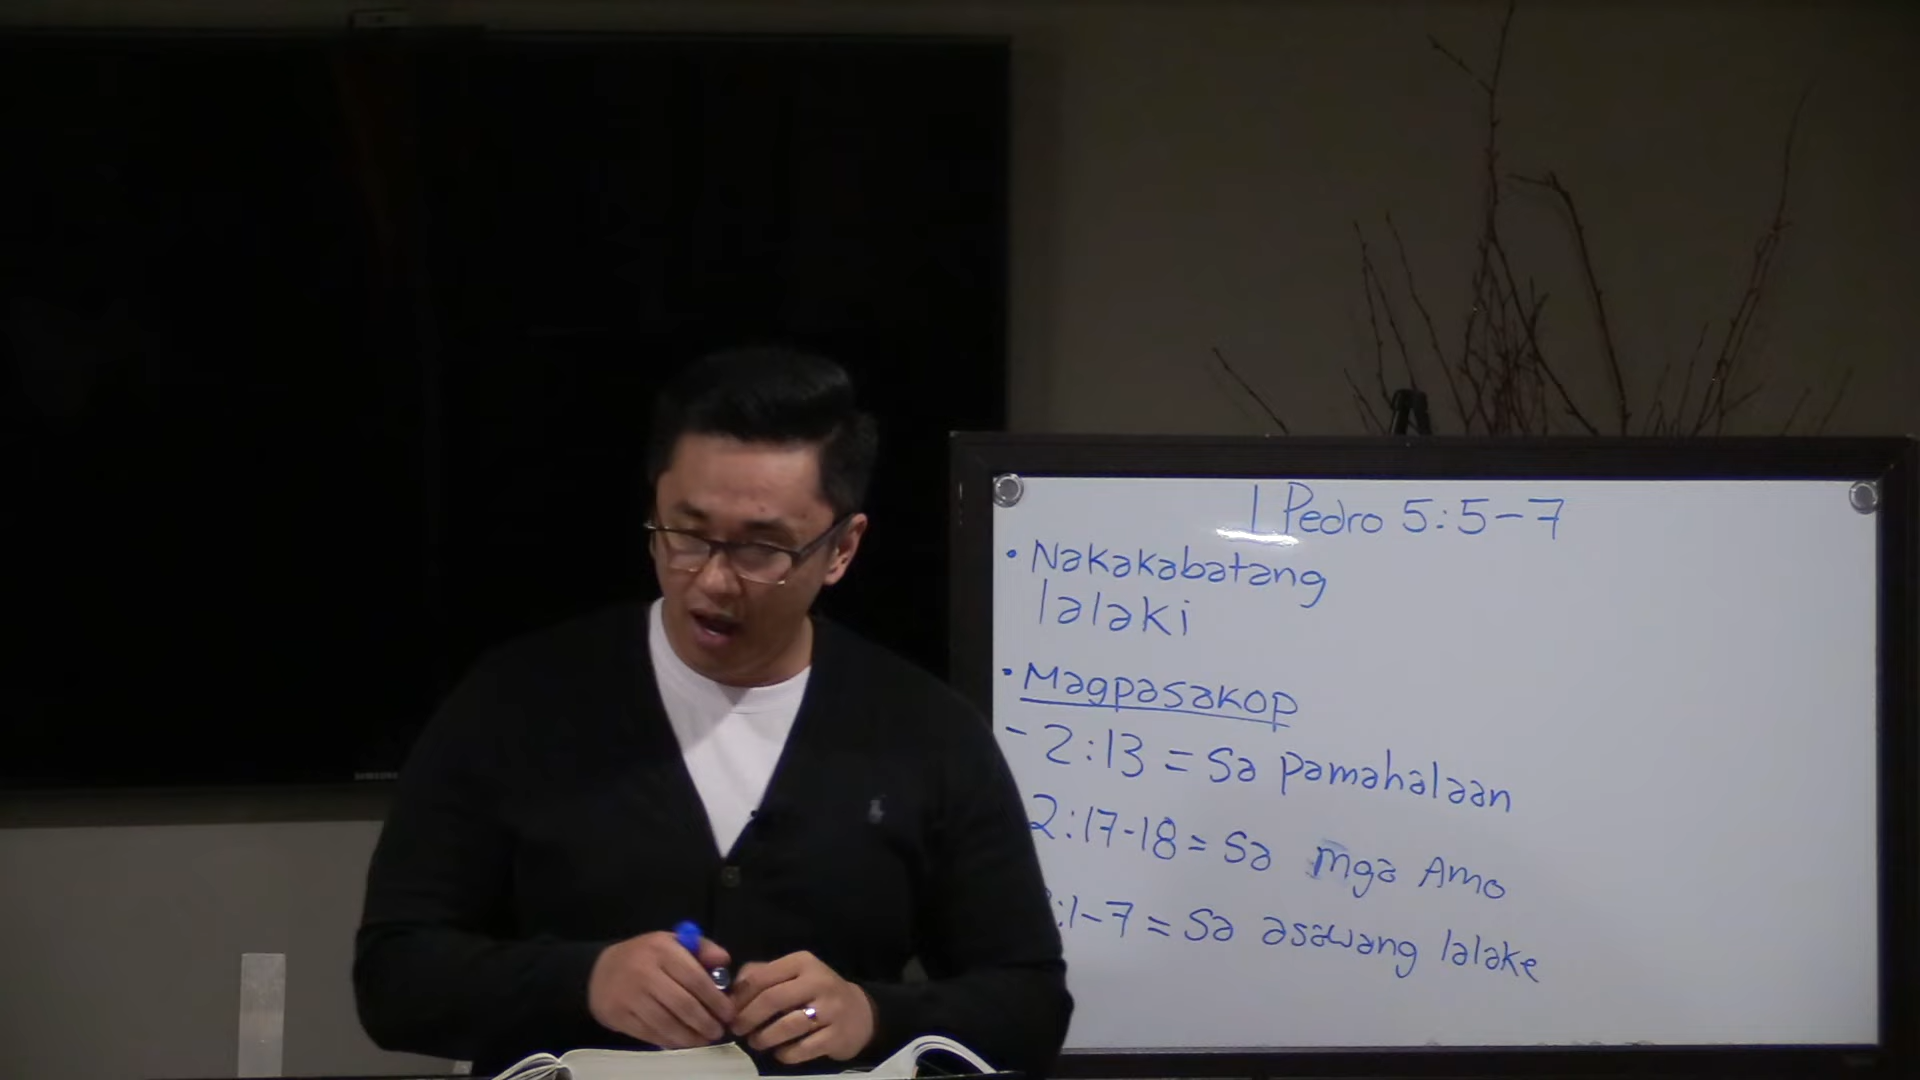 1 Pedro 5:5-7
• Nakakabatang
lalaki
• Magpasakop
- 2:13 = Sa pamahalaan
2:17-18 = Sa mga Amo
:1-7 = Sa asawang lalake
SAMSUNG